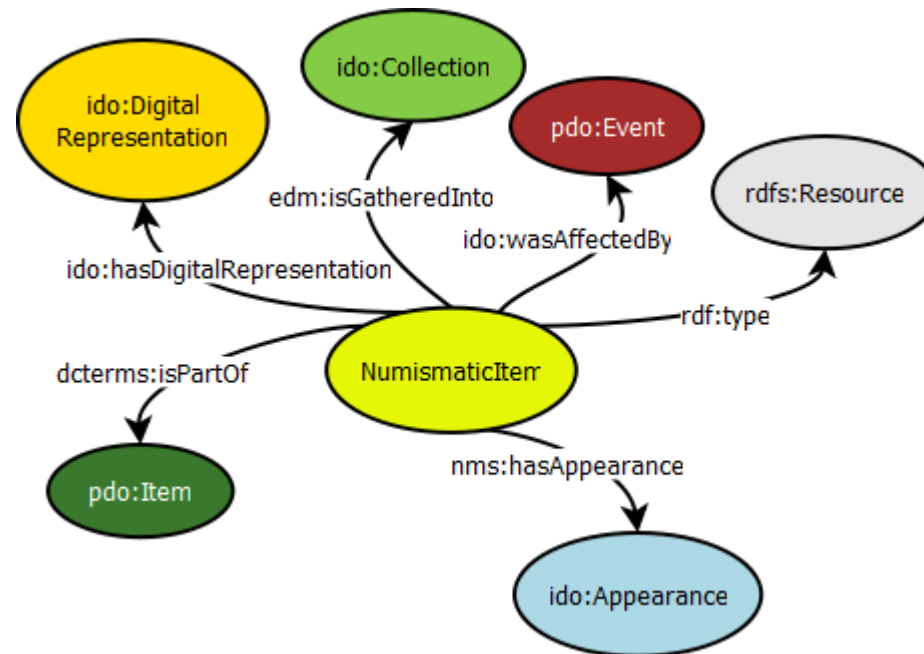 ido:Collection
ido:Digital
Representation
pdo:Event
rdfs:Resource
edm:isGatheredInto
ido:wasAffectedBy
ido:hasDigitalRepresentation
rdf:type
dcterms:isPartOf
NumismaticItem
nms:hasAppearance
pdo:Item
ido:Appearance